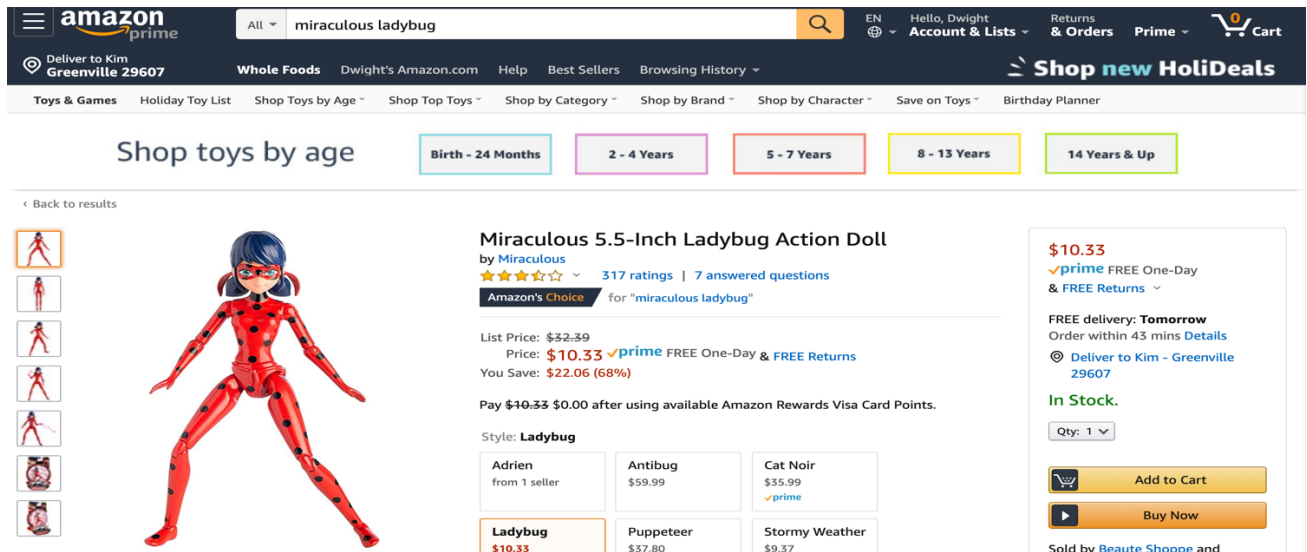 amazon prime
All
miraculous ladybug
EN
Hello, Dwight
Account & Lists
Returns
& Orders
Prime
0
Cart
Deliver to Kim
Greenville 29607
Whole Foods Dwight's Amazon.com Help Best Sellers Browsing History
Shop new HoliDeals
Toys & Games Holiday Toy List Shop Toys by Age Shop Top Toys Shop by Category Shop by Brand Shop by Character Save on Toys Birthday Planner
Shop toys by age
Birth - 24 Months
2 - 4 Years
5 - 7 Years
8 - 13 Years
14 Years & Up
‹ Back to results
Miraculous 5.5-Inch Ladybug Action Doll
by Miraculous
317 ratings | 7 answered questions
Amazon's Choice for "miraculous ladybug"
List Price: $32.39
Price: $10.33 prime FREE One-Day & FREE Returns
You Save: $22.06 (68%)
Pay $10.33 $0.00 after using available Amazon Rewards Visa Card Points.
Style: Ladybug
Adrien
from 1 seller
Antibug
$59.99
Cat Noir
$35.99
prime
Ladybug
$10.33
Puppeteer
$37.80
Stormy Weather
$9.37
$10.33
prime FREE One-Day
& FREE Returns
FREE delivery: Tomorrow
Order within 43 mins Details
Deliver to Kim - Greenville
29607
In Stock.
Qty: 1
Add to Cart
Buy Now
Sold by Beaute Shoppe and